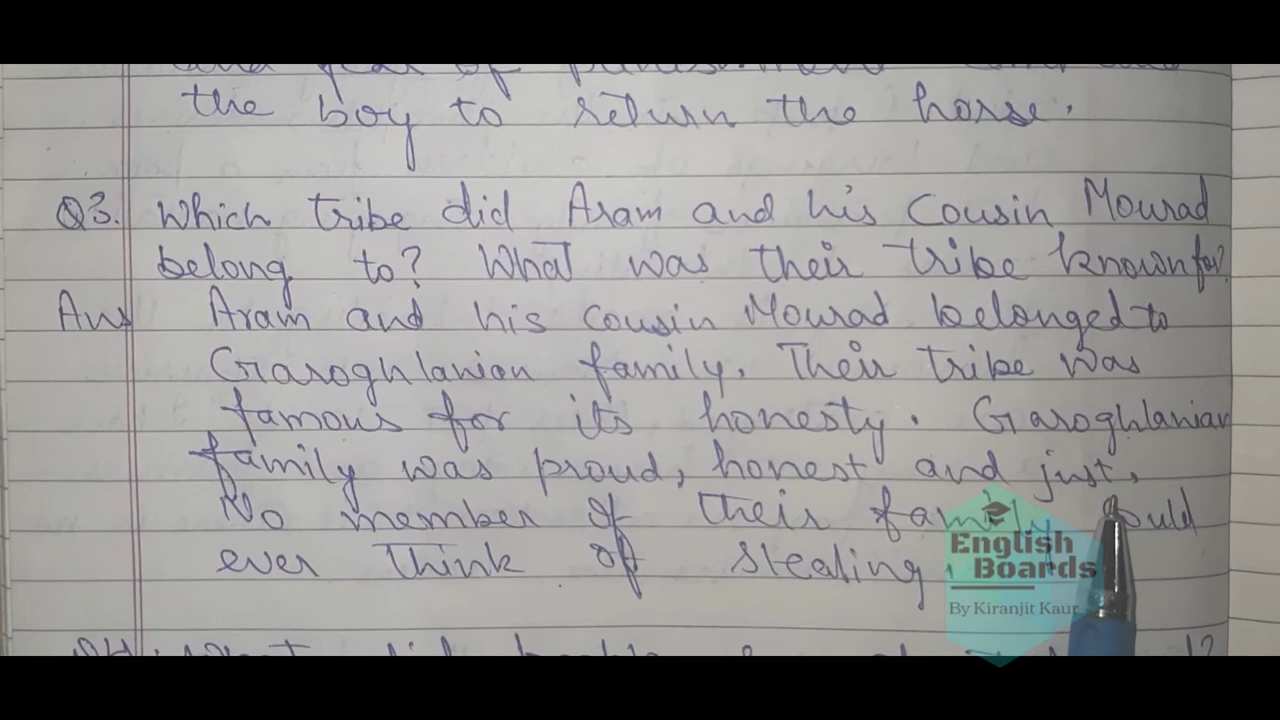 the boy to return the horse.
Q3. Which tribe did Aram and his cousin Mourad
belong to? What was their tribe known for?
Ans Aram and his cousin Mourad belonged to
Garoghlanian family. Their tribe was
famous for its honesty. Garoghlanian
family was proud, honest and just.
No member of their family could
ever think of stealing.
English
Boards
By Kiranjit Kaur